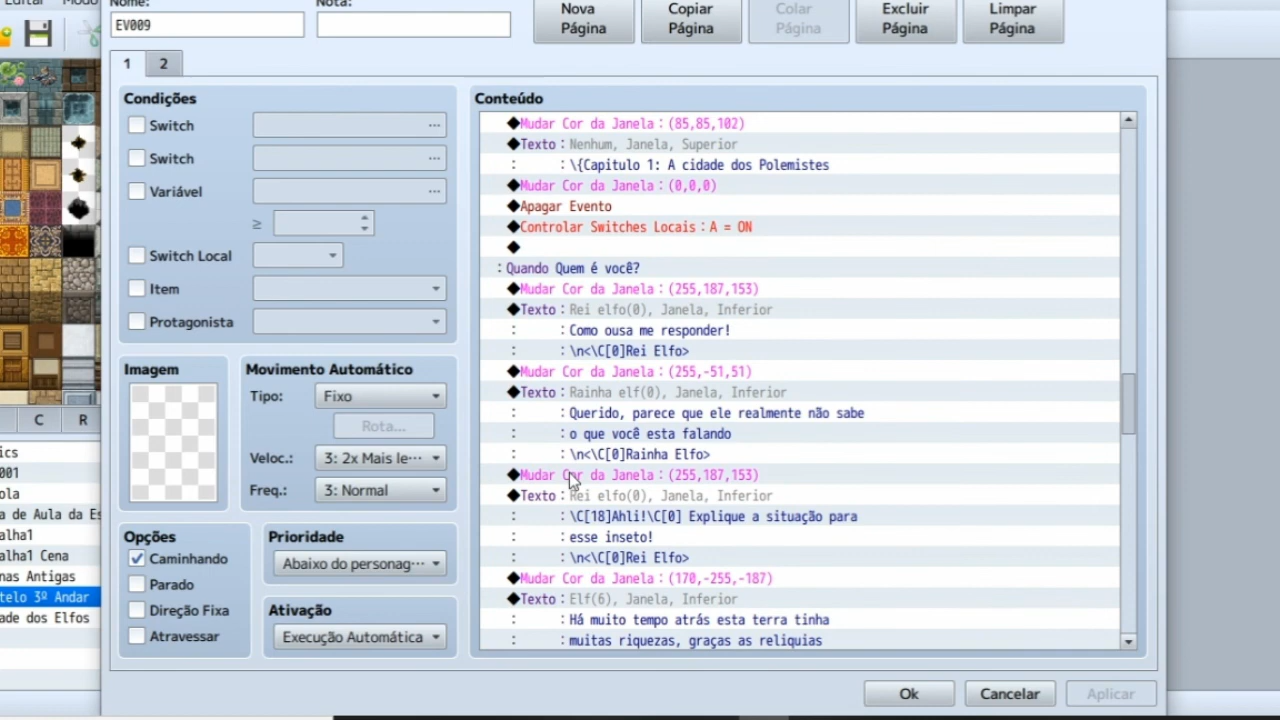 Nome:
Nota:
EV009
Nova Página
Copiar Página
Colar Página
Excluir Página
Limpar Página
1
2
Condições
Switch
Switch
Variável
≥
Switch Local
Item
Protagonista
Imagem
Movimento Automático
Tipo:
Fixo
Rota...
Veloc.:
3: 2x Mais le···
Freq.:
3: Normal
Opções
Caminhando
Parado
Direção Fixa
Atravessar
Prioridade
Abaixo do personag···
Ativação
Execução Automática
Conteúdo
◆Mudar Cor da Janela：(85,85,102)
◆Texto：Nenhum, Janela, Superior
：　：\{Capitulo 1: A cidade dos Polemistes
◆Mudar Cor da Janela：(0,0,0)
◆Apagar Evento
◆Controlar Switches Locais：A = ON
◆
：Quando Quem é você?
◆Mudar Cor da Janela：(255,187,153)
◆Texto：Rei elfo(0), Janela, Inferior
：　：Como ousa me responder!
：　：\n<\C[0]Rei Elfo>
◆Mudar Cor da Janela：(255,-51,51)
◆Texto：Rainha elf(0), Janela, Inferior
：　：Querido, parece que ele realmente não sabe
：　：o que você esta falando
：　：\n<\C[0]Rainha Elfo>
◆Mudar Cor da Janela：(255,187,153)
◆Texto：Rei elfo(0), Janela, Inferior
：　：\C[18]Ahli!\C[0] Explique a situação para
：　：esse inseto!
：　：\n<\C[0]Rei Elfo>
◆Mudar Cor da Janela：(170,-255,-187)
◆Texto：Elf(6), Janela, Inferior
：　：Há muito tempo atrás esta terra tinha
：　：muitas riquezas, graças as reliquias
C
R
ics
001
ola
a de Aula da Es
alha1
alha1 Cena
nas Antigas
telo 3º Andar
ade dos Elfos
Ok
Cancelar
Aplicar